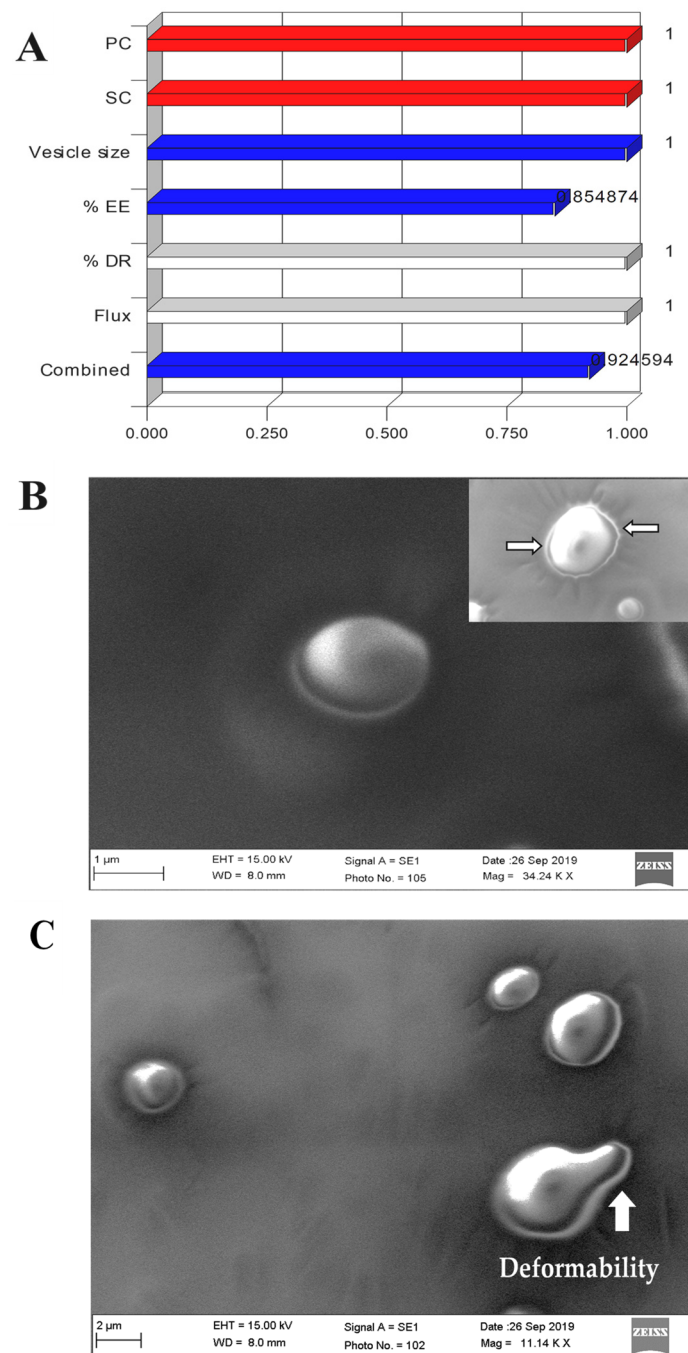 A
PC 1
SC 1
Vesicle size 1
% EE 0.854874
% DR 1
Flux 1
Combined 0.924594
0.000 0.250 0.500 0.750 1.000
B
1 µm
EHT = 15.00 kV Signal A = SE1 Date :26 Sep 2019
WD = 8.0 mm Photo No. = 105 Mag = 34.24 K X
ZEISS
C
Deformability
2 µm
EHT = 15.00 kV Signal A = SE1 Date :26 Sep 2019
WD = 8.0 mm Photo No. = 102 Mag = 11.14 K X
ZEISS